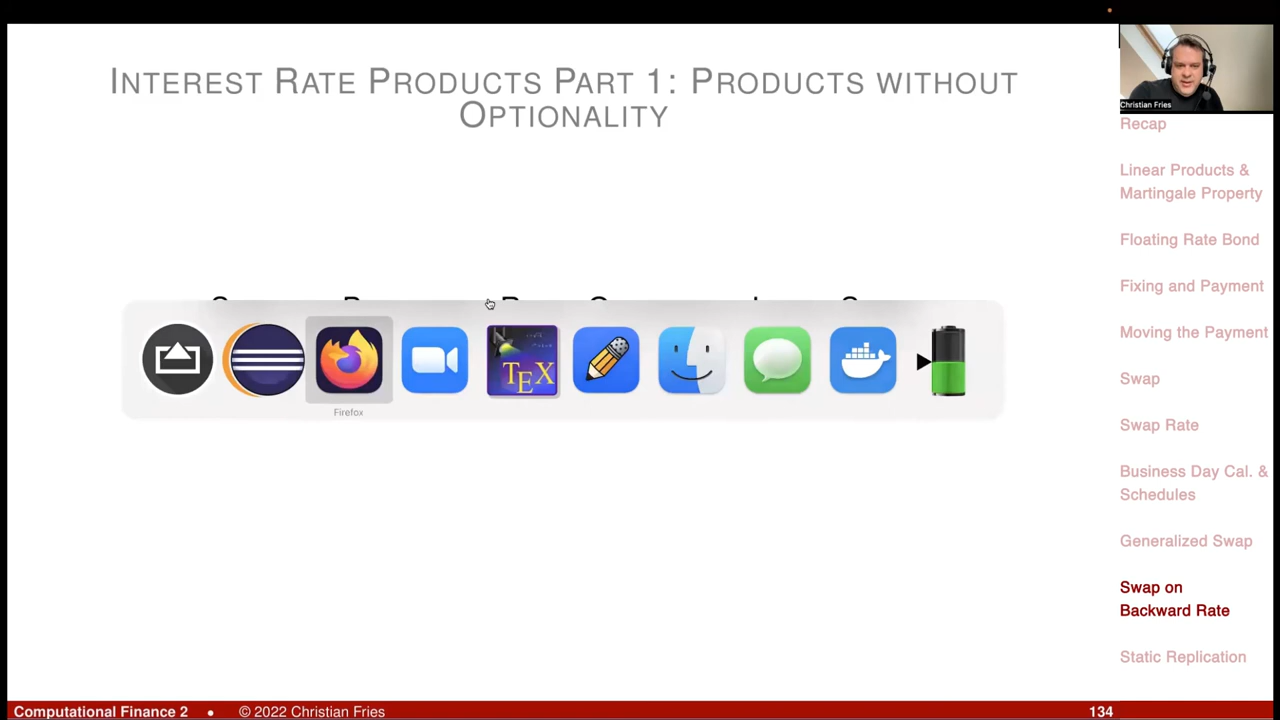 INTEREST RATE PRODUCTS PART 1: PRODUCTS WITHOUT
OPTIONALITY
Christian Fries
Recap
Linear Products &
Martingale Property
Floating Rate Bond
Fixing and Payment
Moving the Payment
Swap
Swap Rate
Business Day Cal. &
Schedules
Generalized Swap
Swap on
Backward Rate
Static Replication
TEX
Firefox
Computational Finance 2 • © 2022 Christian Fries 134